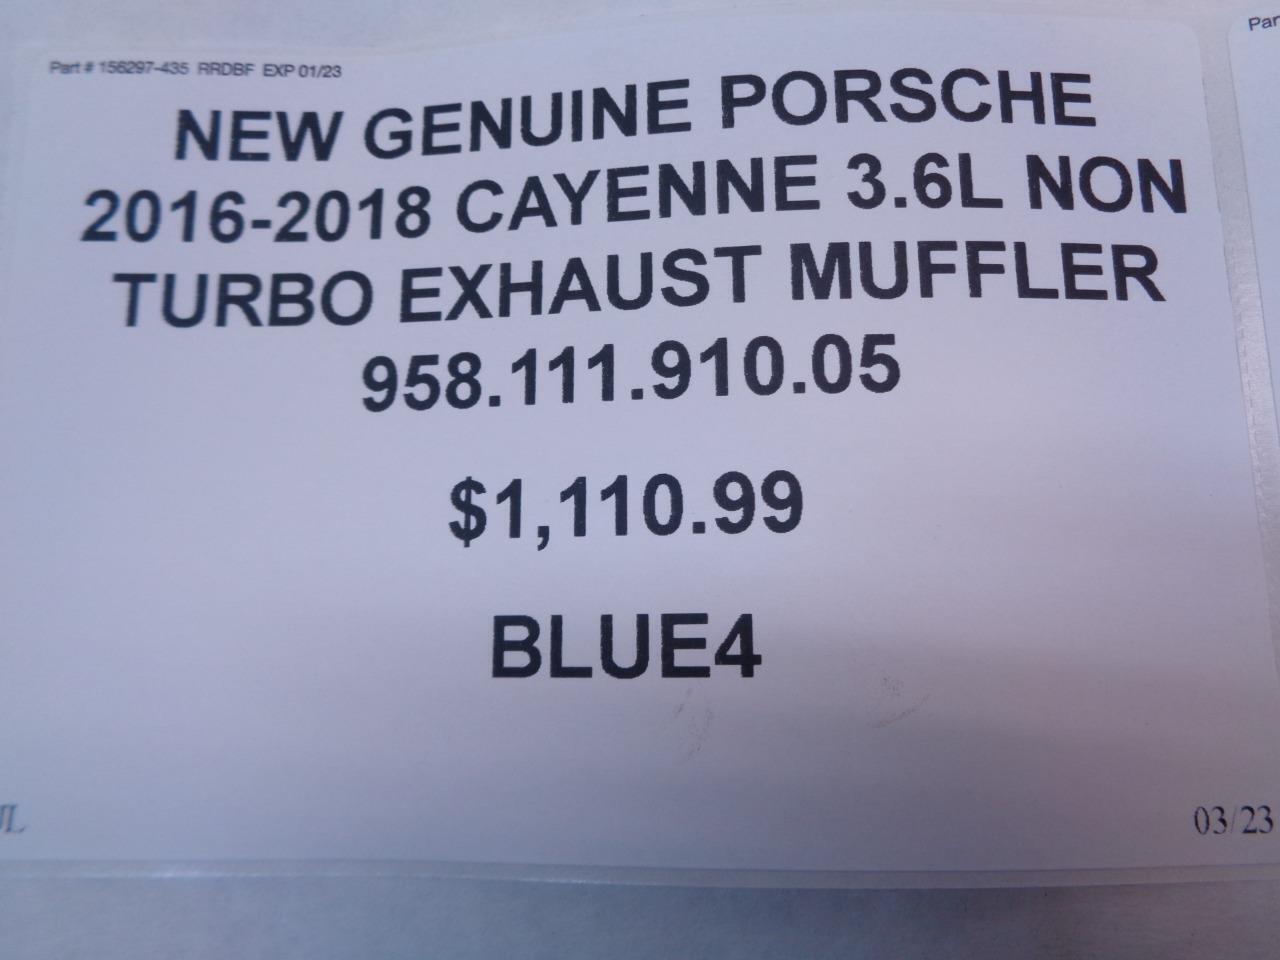 Part # 156297-435 RRDBF EXP 01/23
NEW GENUINE PORSCHE
2016-2018 CAYENNE 3.6L NON
TURBO EXHAUST MUFFLER
958.111.910.05
$1,110.99
BLUE4
03/23